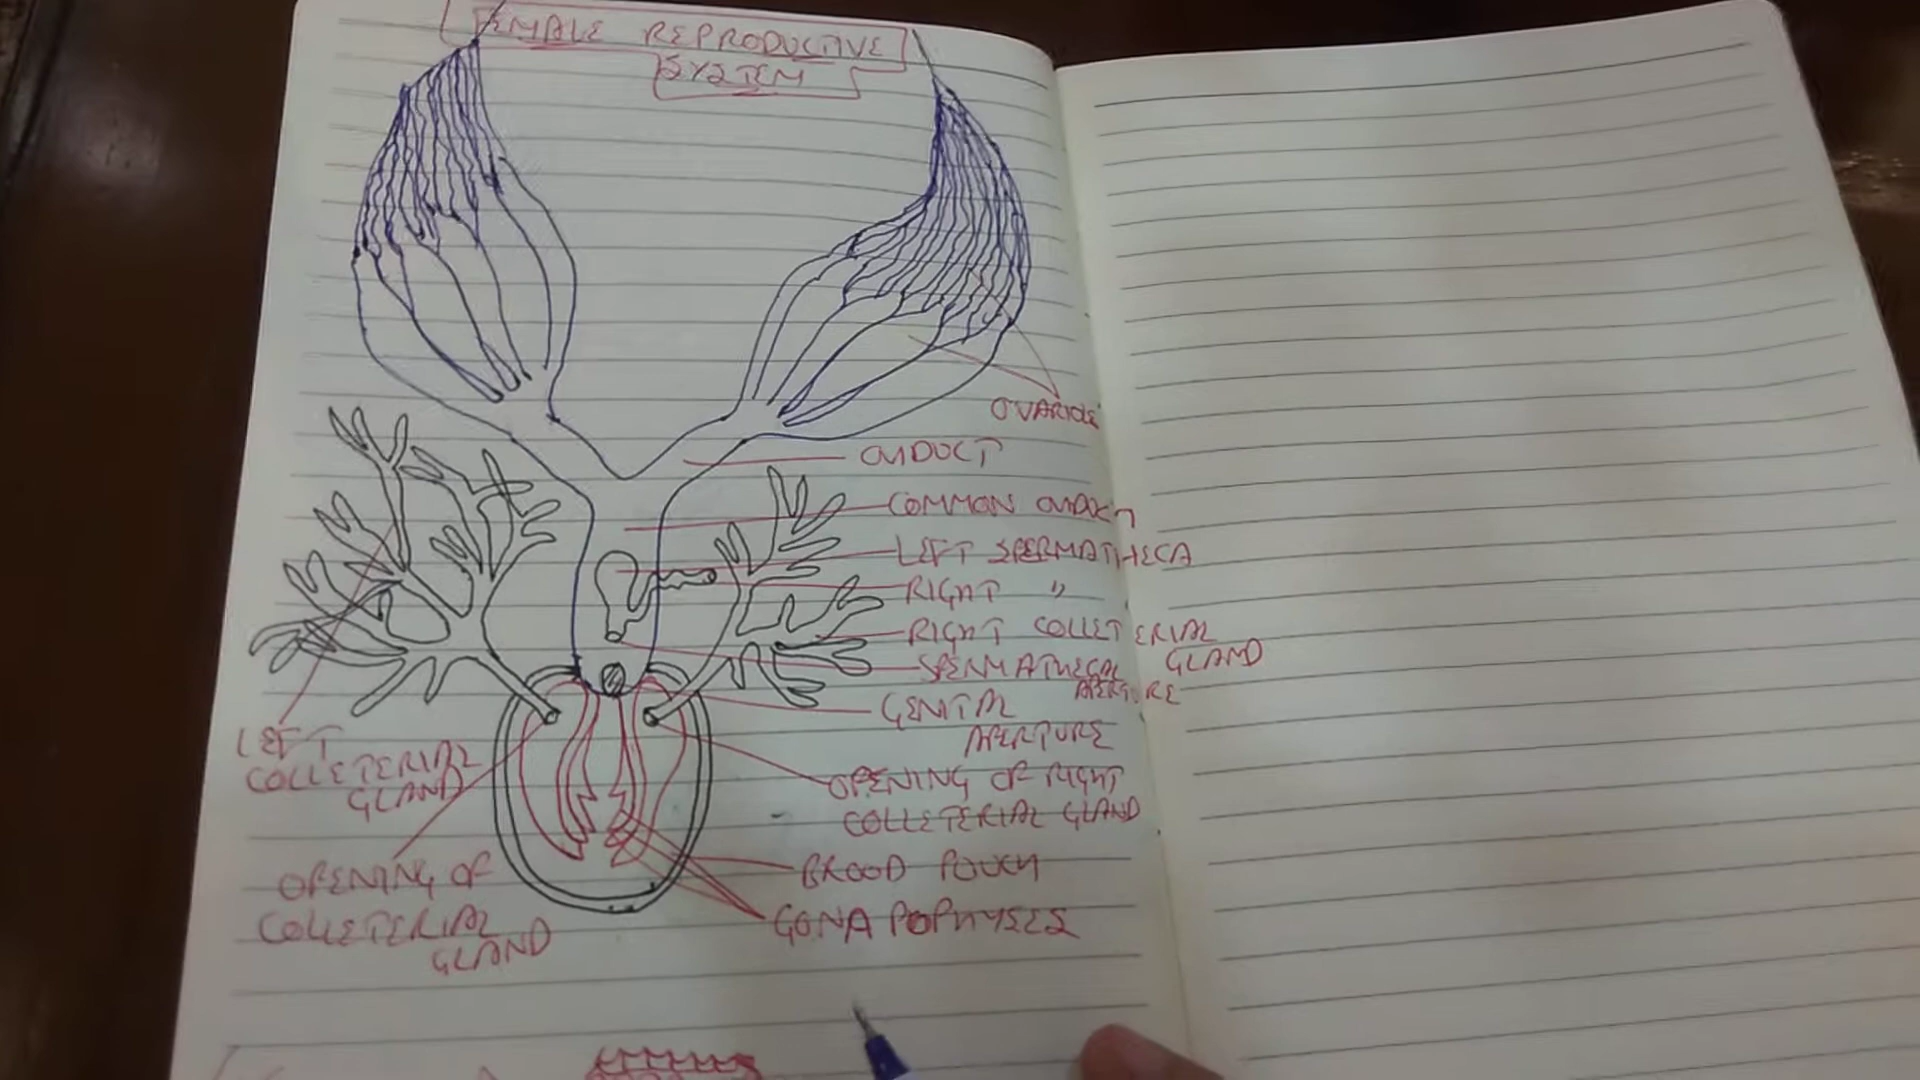 FEMALE REPRODUCTIVE
SYSTEM
OVARIOLE
OVIDUCT
COMMON OVIDUCT
LEFT SPERMATHECA
RIGHT "
RIGHT COLLETERIAL
GLAND
SPERMATHECAL
APERTURE
GENITAL
APERTURE
LEFT
COLLETERIAL
GLAND
OPENING OF RIGHT
COLLETERIAL GLAND
BROOD POUCH
OPENING OF
COLLETERIAL
GLAND
GONAPOPHYSES